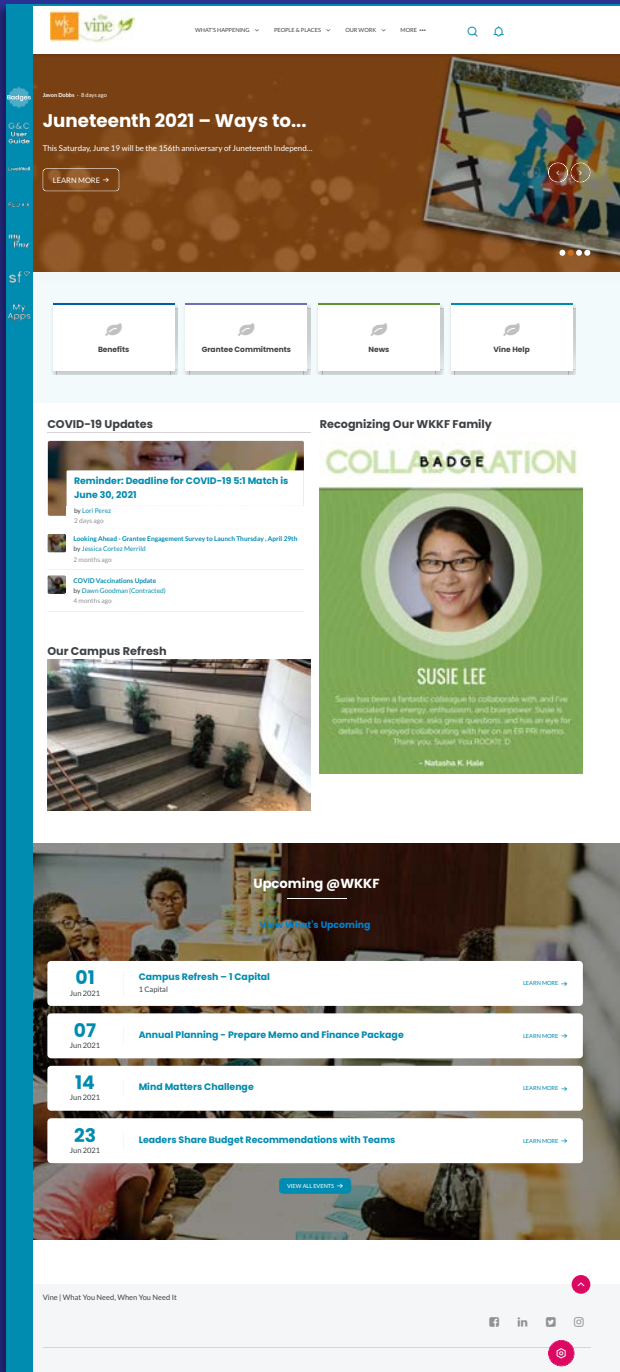 wk
kf
the
vine
WHAT'S HAPPENING
PEOPLE & PLACES
OUR WORK
MORE •••
Badges
G&C
User
Guide
LaserWall
FLUXX
my
time
sf
My
Apps
Javon Dobbs - 8 days ago
Juneteenth 2021 – Ways to...
This Saturday, June 19 will be the 156th anniversary of Juneteenth Independ...
LEARN MORE →
Benefits
Grantee Commitments
News
Vine Help
COVID-19 Updates
Reminder: Deadline for COVID-19 5:1 Match is
June 30, 2021
by Lori Perez
2 days ago
Looking Ahead - Grantee Engagement Survey to Launch Thursday , April 29th
by Jessica Cortez Merrild
2 months ago
COVID Vaccinations Update
by Dawn Goodman (Contracted)
4 months ago
Our Campus Refresh
Recognizing Our WKKF Family
COLLABORATION
BADGE
SUSIE LEE
Susie has been a fantastic colleague to collaborate with, and I've
appreciated her energy, enthusiasm, and brainpower. Susie is
committed to excellence, asks great questions, and has an eye for
details. I've enjoyed collaborating with her on an ER PRI memo.
Thank you, Susie! You ROCK!!! :D
- Natasha K. Hale
Upcoming @WKKF
View What's Upcoming
01
Jun 2021
Campus Refresh – 1 Capital
1 Capital
LEARN MORE →
07
Jun 2021
Annual Planning - Prepare Memo and Finance Package
LEARN MORE →
14
Jun 2021
Mind Matters Challenge
LEARN MORE →
23
Jun 2021
Leaders Share Budget Recommendations with Teams
LEARN MORE →
VIEW ALL EVENTS →
Vine | What You Need, When You Need It